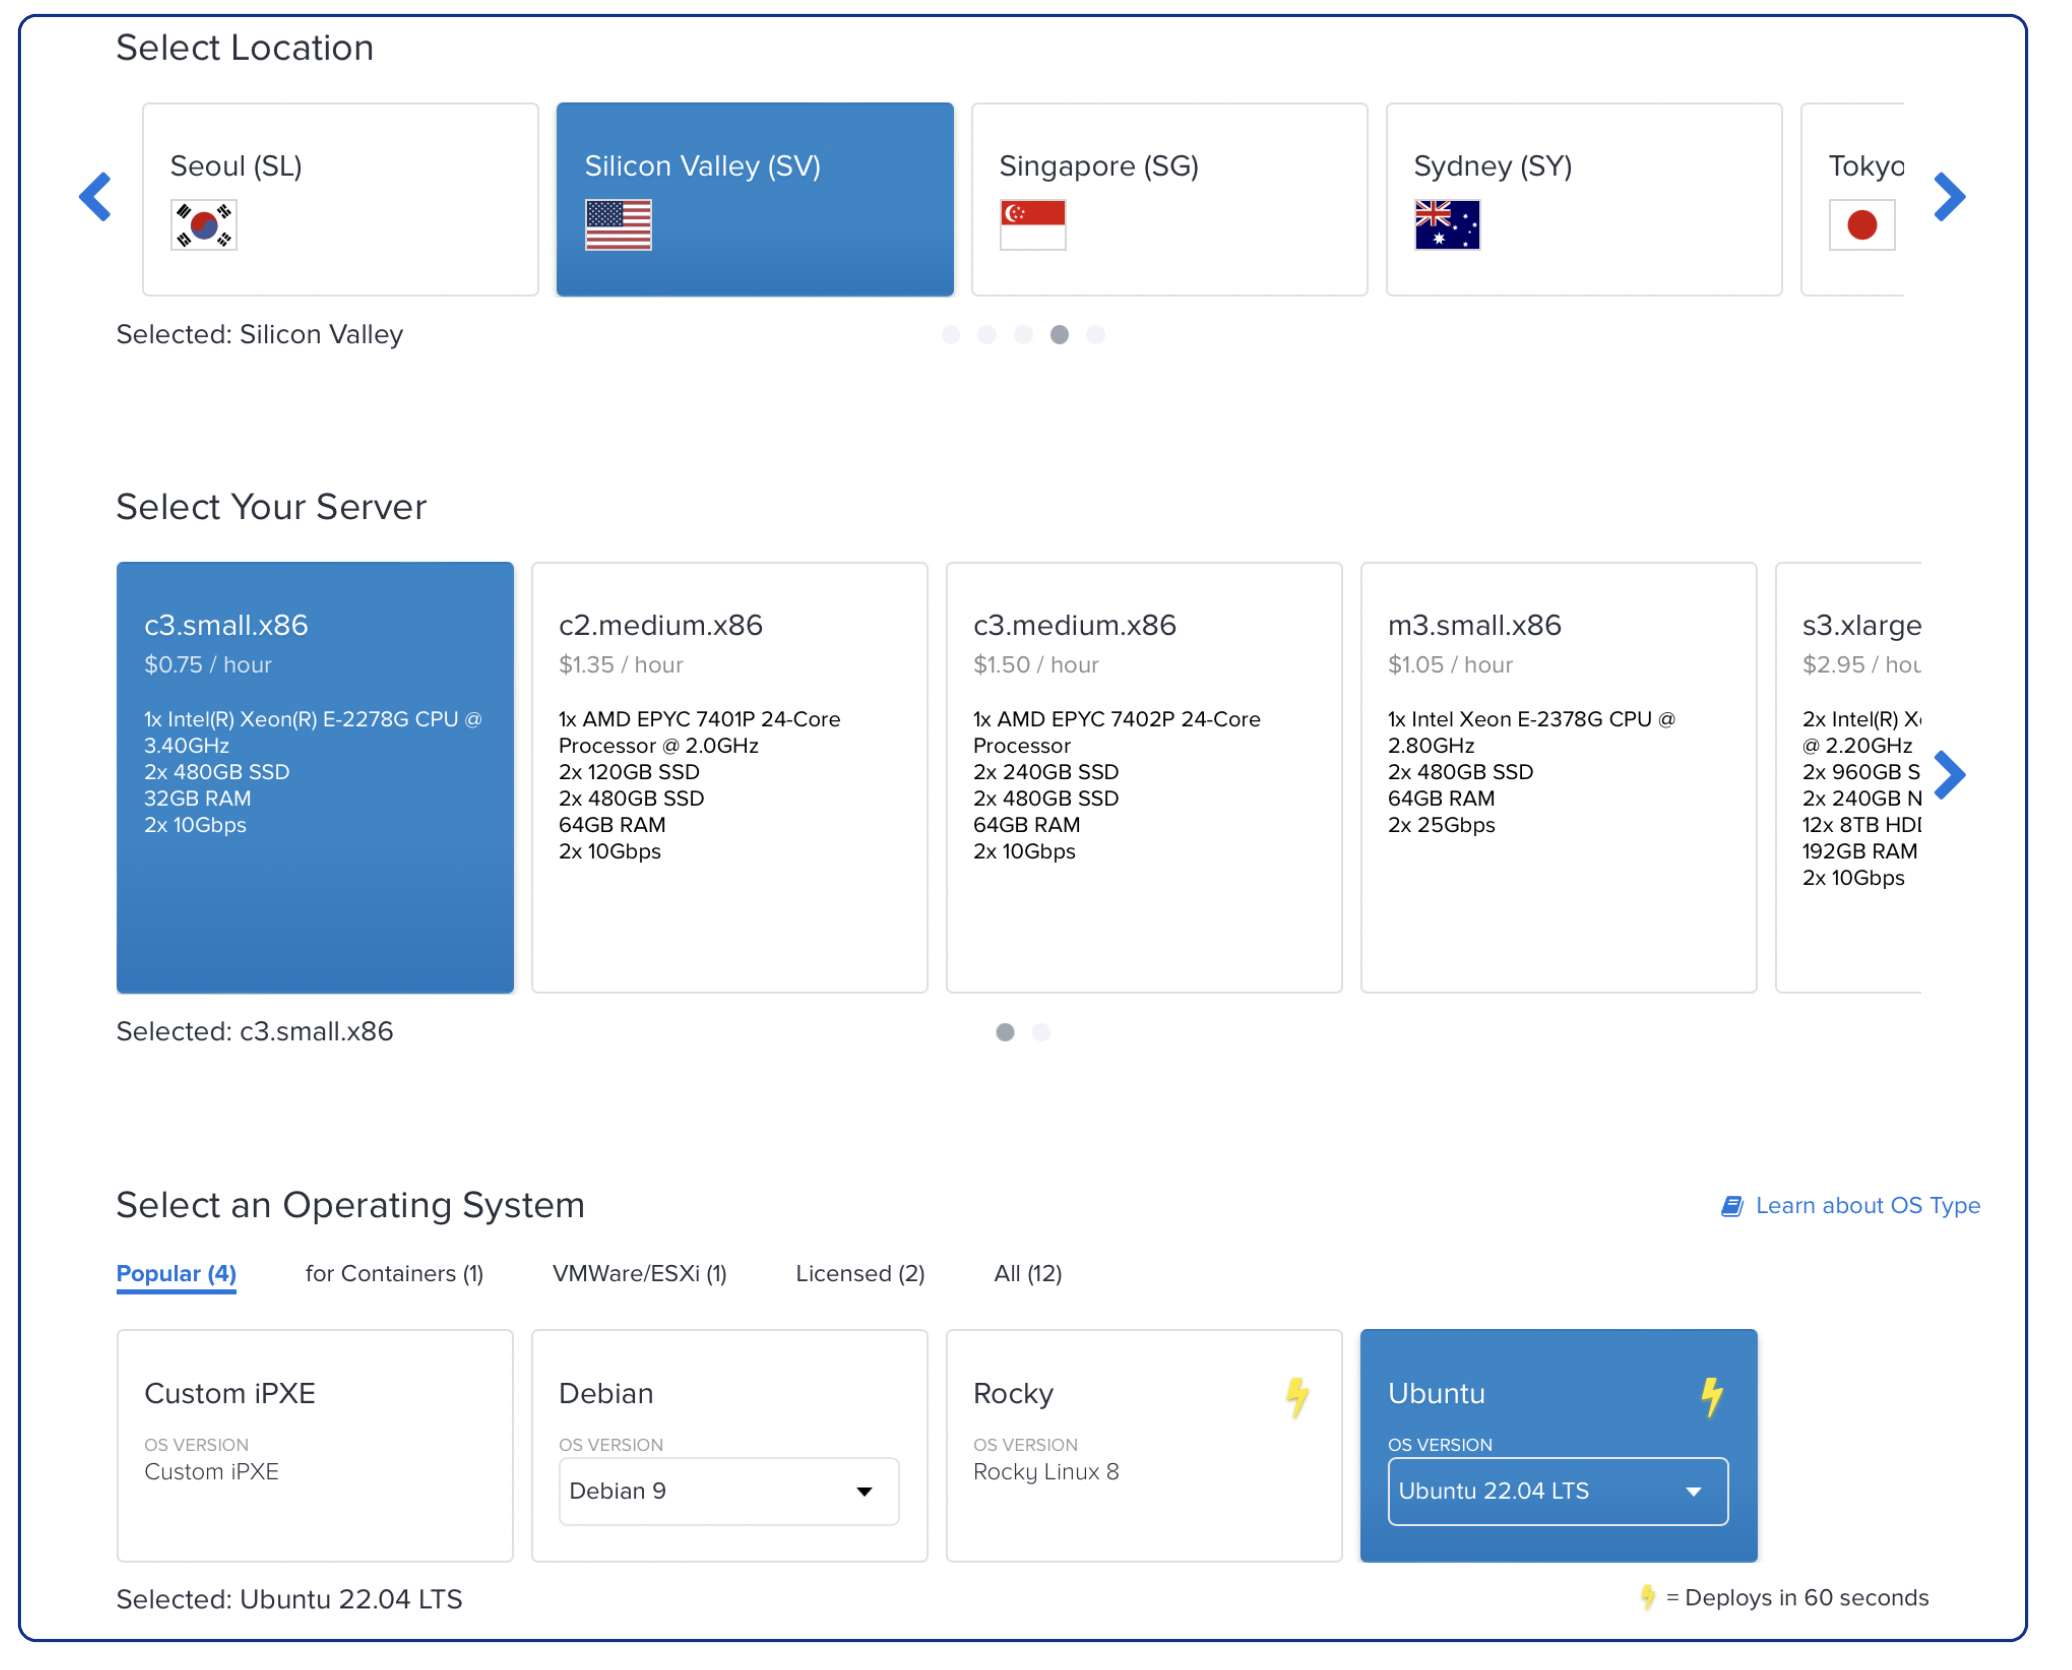 Select Location
Seoul (SL)
Silicon Valley (SV)
Singapore (SG)
Sydney (SY)
Tokyo
Selected: Silicon Valley
Select Your Server
c3.small.x86
$0.75 / hour
1x Intel(R) Xeon(R) E-2278G CPU @
3.40GHz
2x 480GB SSD
32GB RAM
2x 10Gbps
c2.medium.x86
$1.35 / hour
1x AMD EPYC 7401P 24-Core
Processor @ 2.0GHz
2x 120GB SSD
2x 480GB SSD
64GB RAM
2x 10Gbps
c3.medium.x86
$1.50 / hour
1x AMD EPYC 7402P 24-Core
Processor
2x 240GB SSD
2x 480GB SSD
64GB RAM
2x 10Gbps
m3.small.x86
$1.05 / hour
1x Intel Xeon E-2378G CPU @
2.80GHz
2x 480GB SSD
64GB RAM
2x 25Gbps
s3.xlarge
$2.95 /
2x Intel(R)
@ 2.20GHz
2x 960GB
2x 240GB
12x 8TB
192GB RAM
2x 10Gbps
Selected: c3.small.x86
Select an Operating System
Learn about OS Type
Popular (4)
for Containers (1)
VMWare/ESXi (1)
Licensed (2)
All (12)
Custom iPXE
OS VERSION
Custom iPXE
Debian
OS VERSION
Debian 9
Rocky
OS VERSION
Rocky Linux 8
Ubuntu
OS VERSION
Ubuntu 22.04 LTS
Selected: Ubuntu 22.04 LTS
= Deploys in 60 seconds